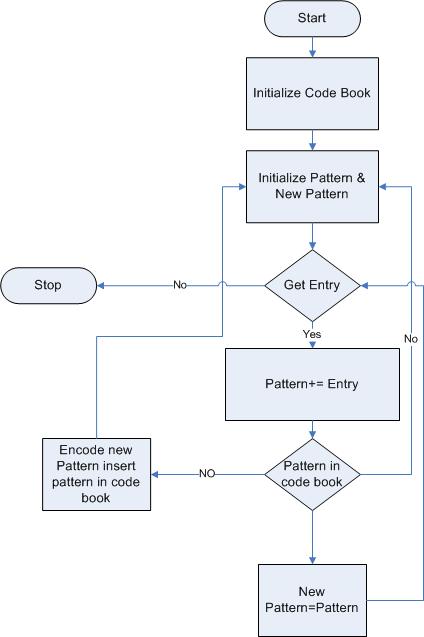 Start
Initialize Code Book
Initialize Pattern &
New Pattern
Get Entry
No
Stop
Yes
No
Pattern+= Entry
Pattern in
code book
NO
Encode new
Pattern insert
pattern in code
book
New
Pattern=Pattern